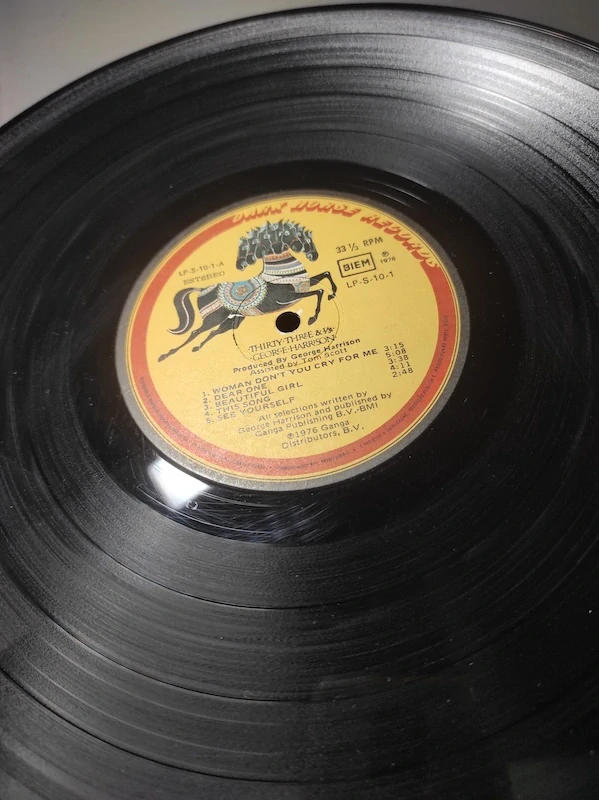 DARK HORSE RECORDS
33 ⅓ RPM
LP-S-10-1-A
ESTéREO
BIEM
℗
1976
LP-S-10-1
·THIRTY·THREE & ⅓·
·GEORGE·HARRISON·
Produced By George Harrison
Assisted by Tom Scott
1. WOMAN DON'T YOU CRY FOR ME 3:15
2. DEAR ONE 5:08
3. BEAUTIFUL GIRL 3:38
4. THIS SONG 4:11
5. SEE YOURSELF 2:48
All selections written by
George Harrison and published by
Ganga Publishing B.V.-BMI
℗1976 Ganga
Distributors, B.V.